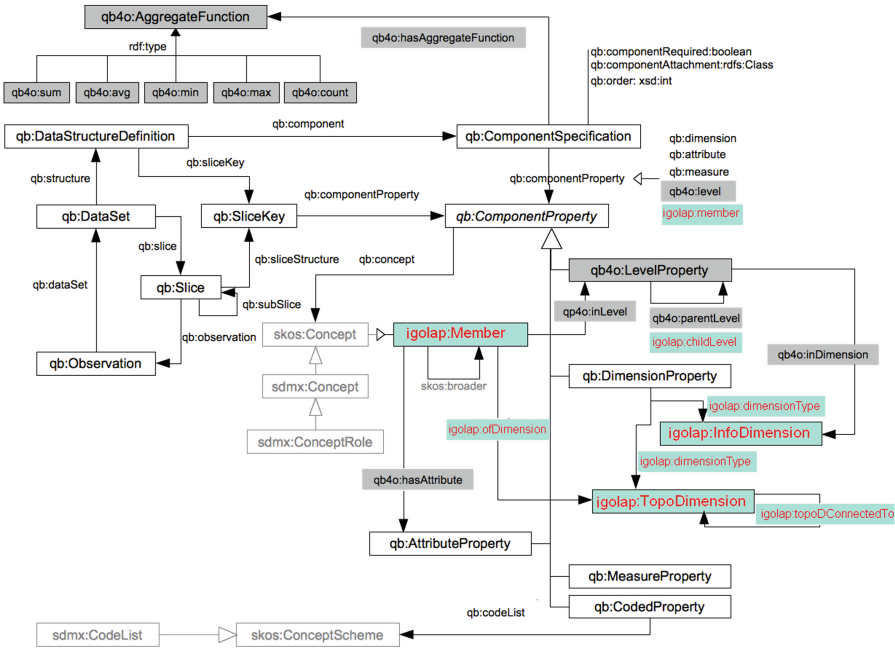 qb4o:AggregateFunction
qb4o:hasAggregateFunction
rdf:type
qb:componentRequired:boolean
qb:componentAttachment:rdfs:Class
qb:order: xsd:int
qb4o:sum
qb4o:avg
qb4o:min
qb4o:max
qb4o:count
qb:component
qb:DataStructureDefinition
qb:ComponentSpecification
qb:dimension
qb:attribute
qb:measure
qb4o:level
igolap:member
qb:structure
qb:sliceKey
qb:componentProperty
qb:componentProperty
qb:DataSet
qb:SliceKey
qb:ComponentProperty
qb:slice
qb:sliceStructure
qb:concept
qb4o:LevelProperty
qb:dataSet
qb:Slice
qb:subSlice
qp4o:inLevel
qb4o:parentLevel
igolap:childLevel
qb:observation
skos:Concept
igolap:Member
qb4o:inDimension
qb:Observation
sdmx:Concept
skos:broader
qb:DimensionProperty
igolap:dimensionType
sdmx:ConceptRole
igolap:ofDimension
igolap:InfoDimension
igolap:dimensionType
qb4o:hasAttribute
igolap:TopoDimension
igolap:topoDConnectedTo
qb:AttributeProperty
qb:MeasureProperty
qb:codeList
qb:CodedProperty
sdmx:CodeList
skos:ConceptScheme